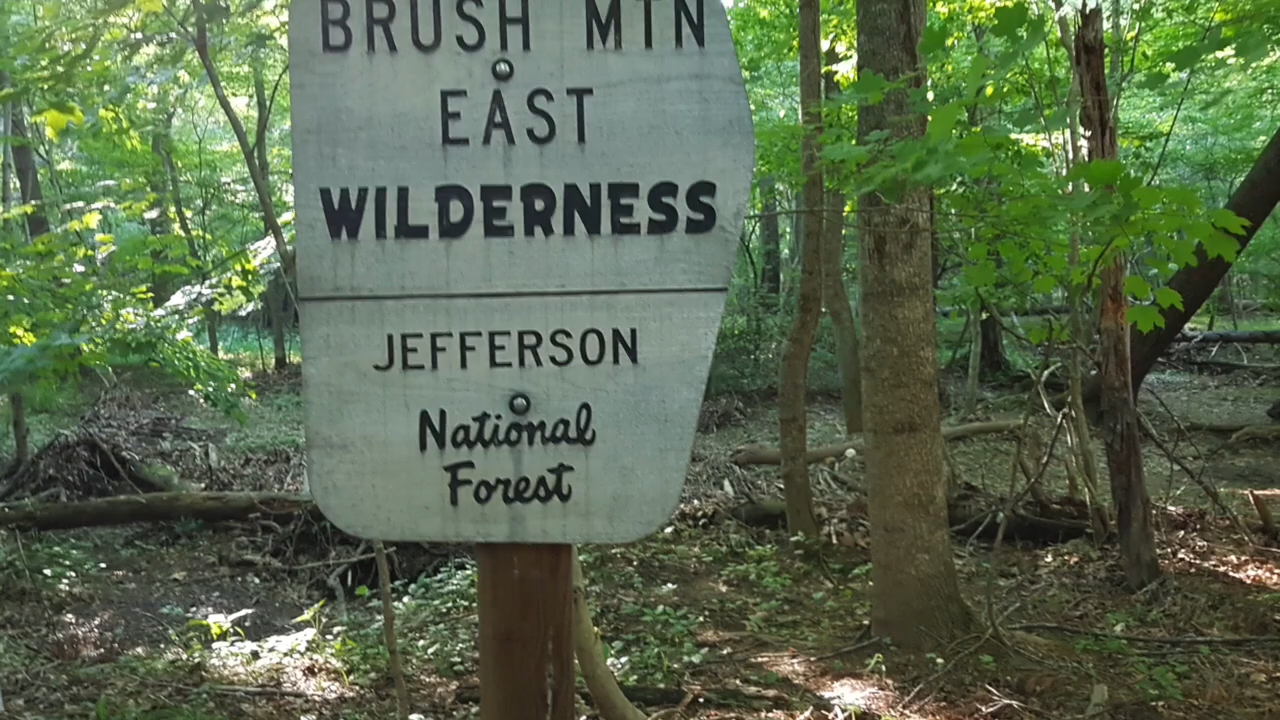 BRUSH MTN
EAST
WILDERNESS
JEFFERSON
National
Forest